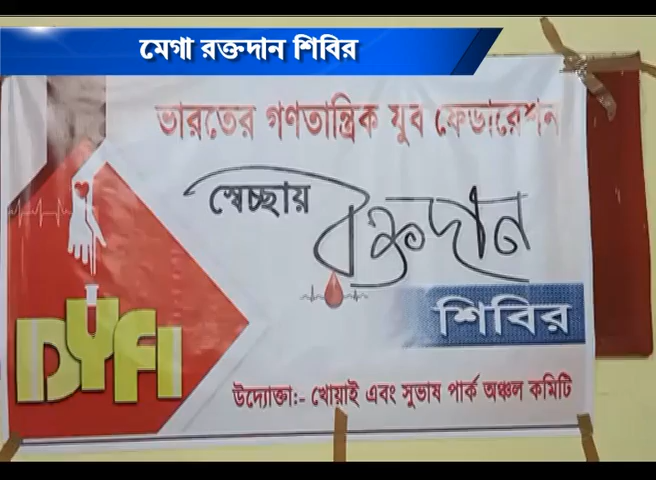 মেগা রক্তদান শিবির
ভারতের গণতান্ত্রিক যুব ফেডারেশন
স্বেচ্ছায়
রক্তদান
শিবির
DYFI
উদ্যোক্তা:- খোয়াই এবং সুভাষ পার্ক অঞ্চল কমিটি